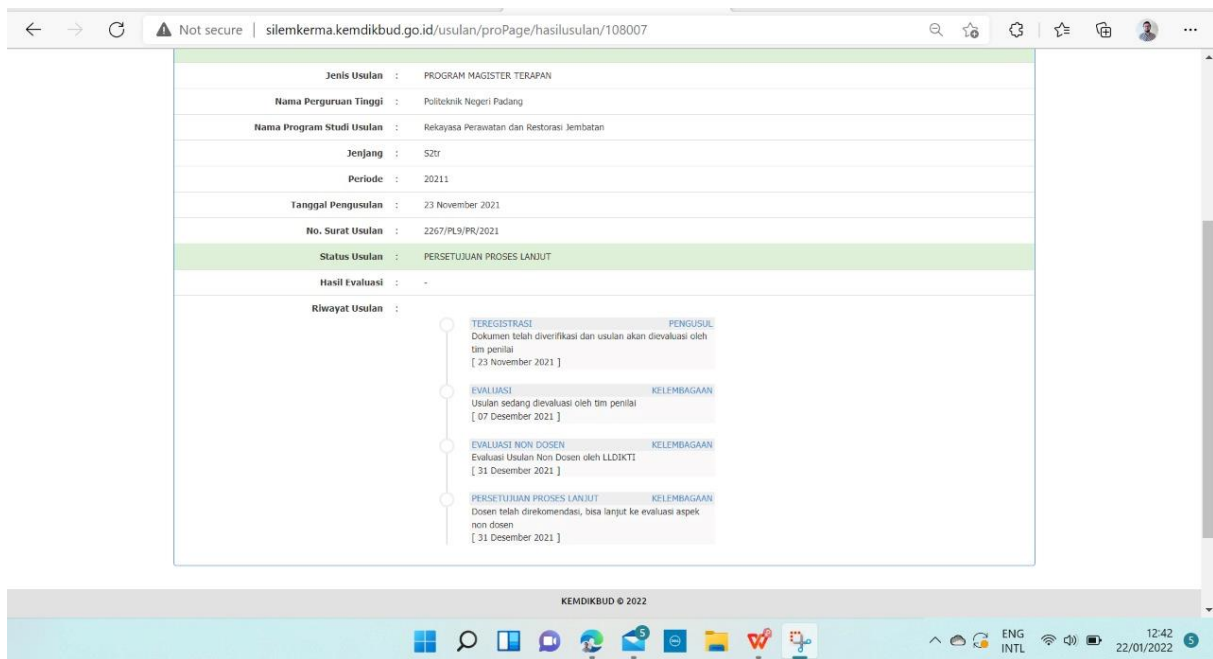 Not secure | silemkerma.kemdikbud.go.id/usulan/proPage/hasilusulan/108007
Jenis Usulan : PROGRAM MAGISTER TERAPAN
Nama Perguruan Tinggi : Politeknik Negeri Padang
Nama Program Studi Usulan : Rekayasa Perawatan dan Restorasi Jembatan
Jenjang : S2tr
Periode : 20211
Tanggal Pengusulan : 23 November 2021
No. Surat Usulan : 2267/PL9/PR/2021
Status Usulan : PERSETUJUAN PROSES LANJUT
Hasil Evaluasi : -
Riwayat Usulan :
TEREGISTRASI PENGUSUL
Dokumen telah diverifikasi dan usulan akan dievaluasi oleh
tim penilai
[ 23 November 2021 ]
EVALUASI KELEMBAGAAN
Usulan sedang dievaluasi oleh tim penilai
[ 07 Desember 2021 ]
EVALUASI NON DOSEN KELEMBAGAAN
Evaluasi Usulan Non Dosen oleh LLDIKTI
[ 31 Desember 2021 ]
PERSETUJUAN PROSES LANJUT KELEMBAGAAN
Dosen telah direkomendasi, bisa lanjut ke evaluasi aspek
non dosen
[ 31 Desember 2021 ]
KEMDIKBUD © 2022
5
ENG
INTL
12:42
22/01/2022
5